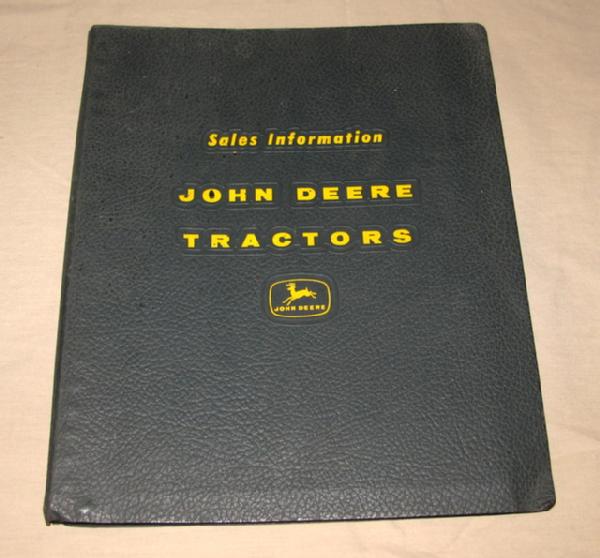 Sales Information
JOHN DEERE
TRACTORS
JOHN DEERE